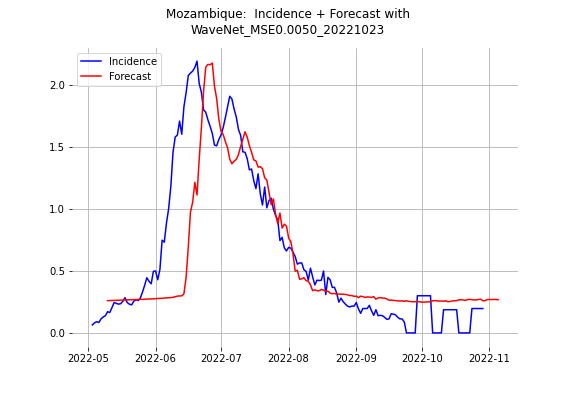 Mozambique:  Incidence + Forecast with
WaveNet_MSE0.0050_20221023
Incidence
Forecast
2.0
1.5
1.0
0.5
0.0
2022-05 2022-06 2022-07 2022-08 2022-09 2022-10 2022-11